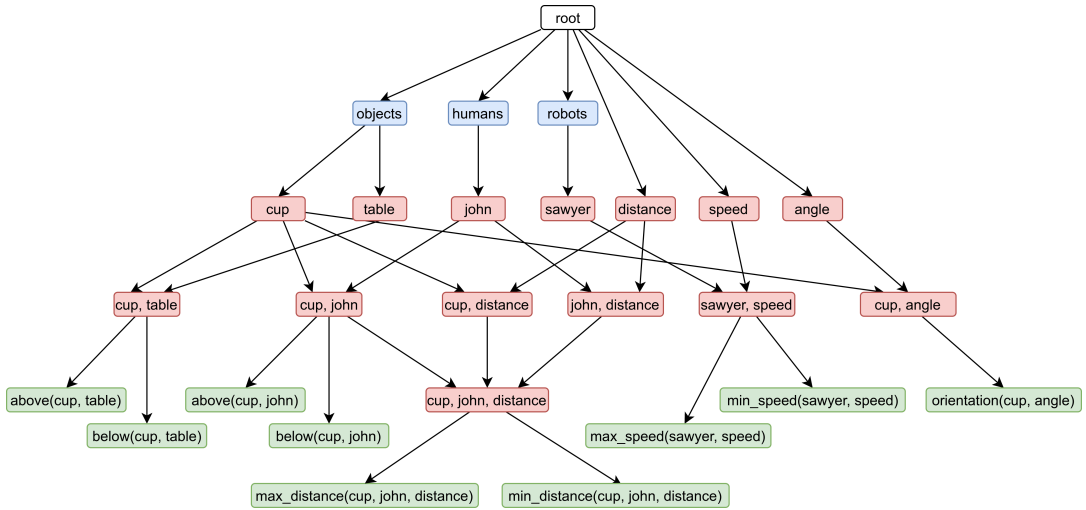 root
objects
humans
robots
cup
table
john
sawyer
distance
speed
angle
cup, table
cup, john
cup, distance
john, distance
sawyer, speed
cup, angle
above(cup, table)
above(cup, john)
cup, john, distance
min_speed(sawyer, speed)
orientation(cup, angle)
below(cup, table)
below(cup, john)
max_speed(sawyer, speed)
max_distance(cup, john, distance)
min_distance(cup, john, distance)